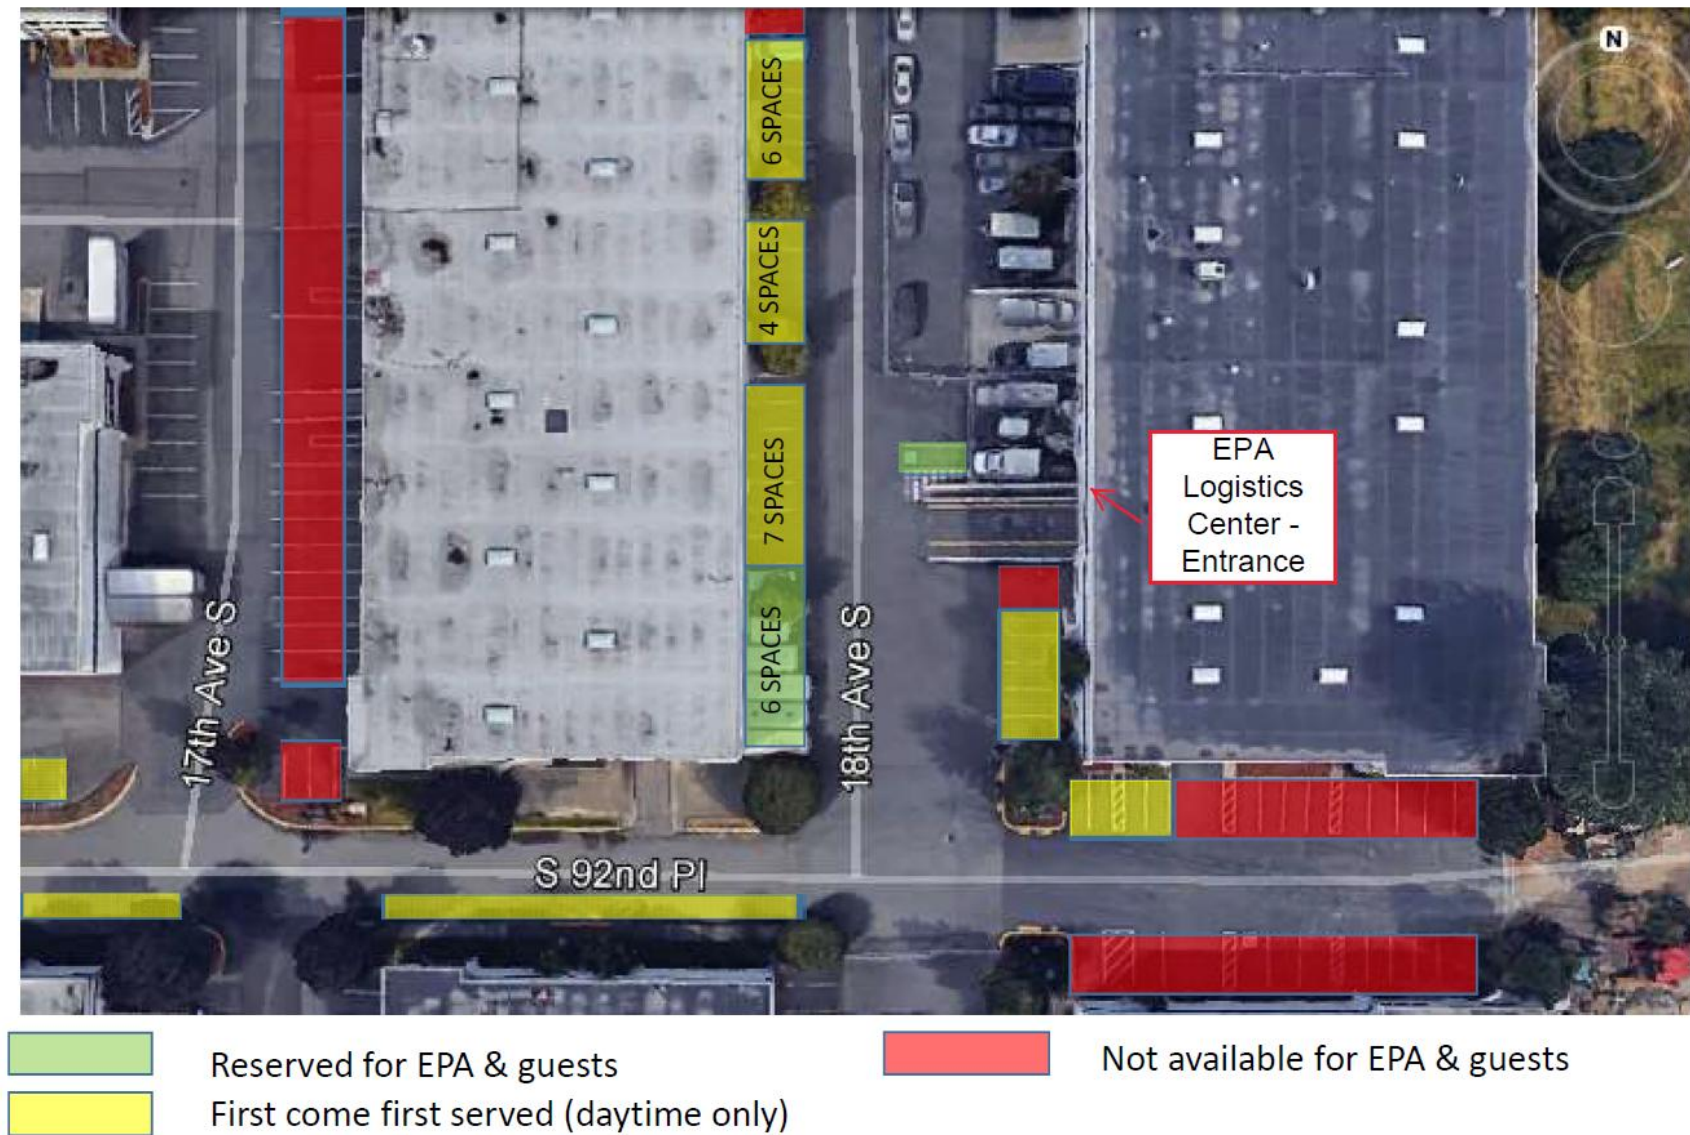 N
6 SPACES
4 SPACES
7 SPACES
6 SPACES
EPA
Logistics
Center -
Entrance
17th Ave S
18th Ave S
S 92nd Pl
Reserved for EPA & guests
Not available for EPA & guests
First come first served (daytime only)